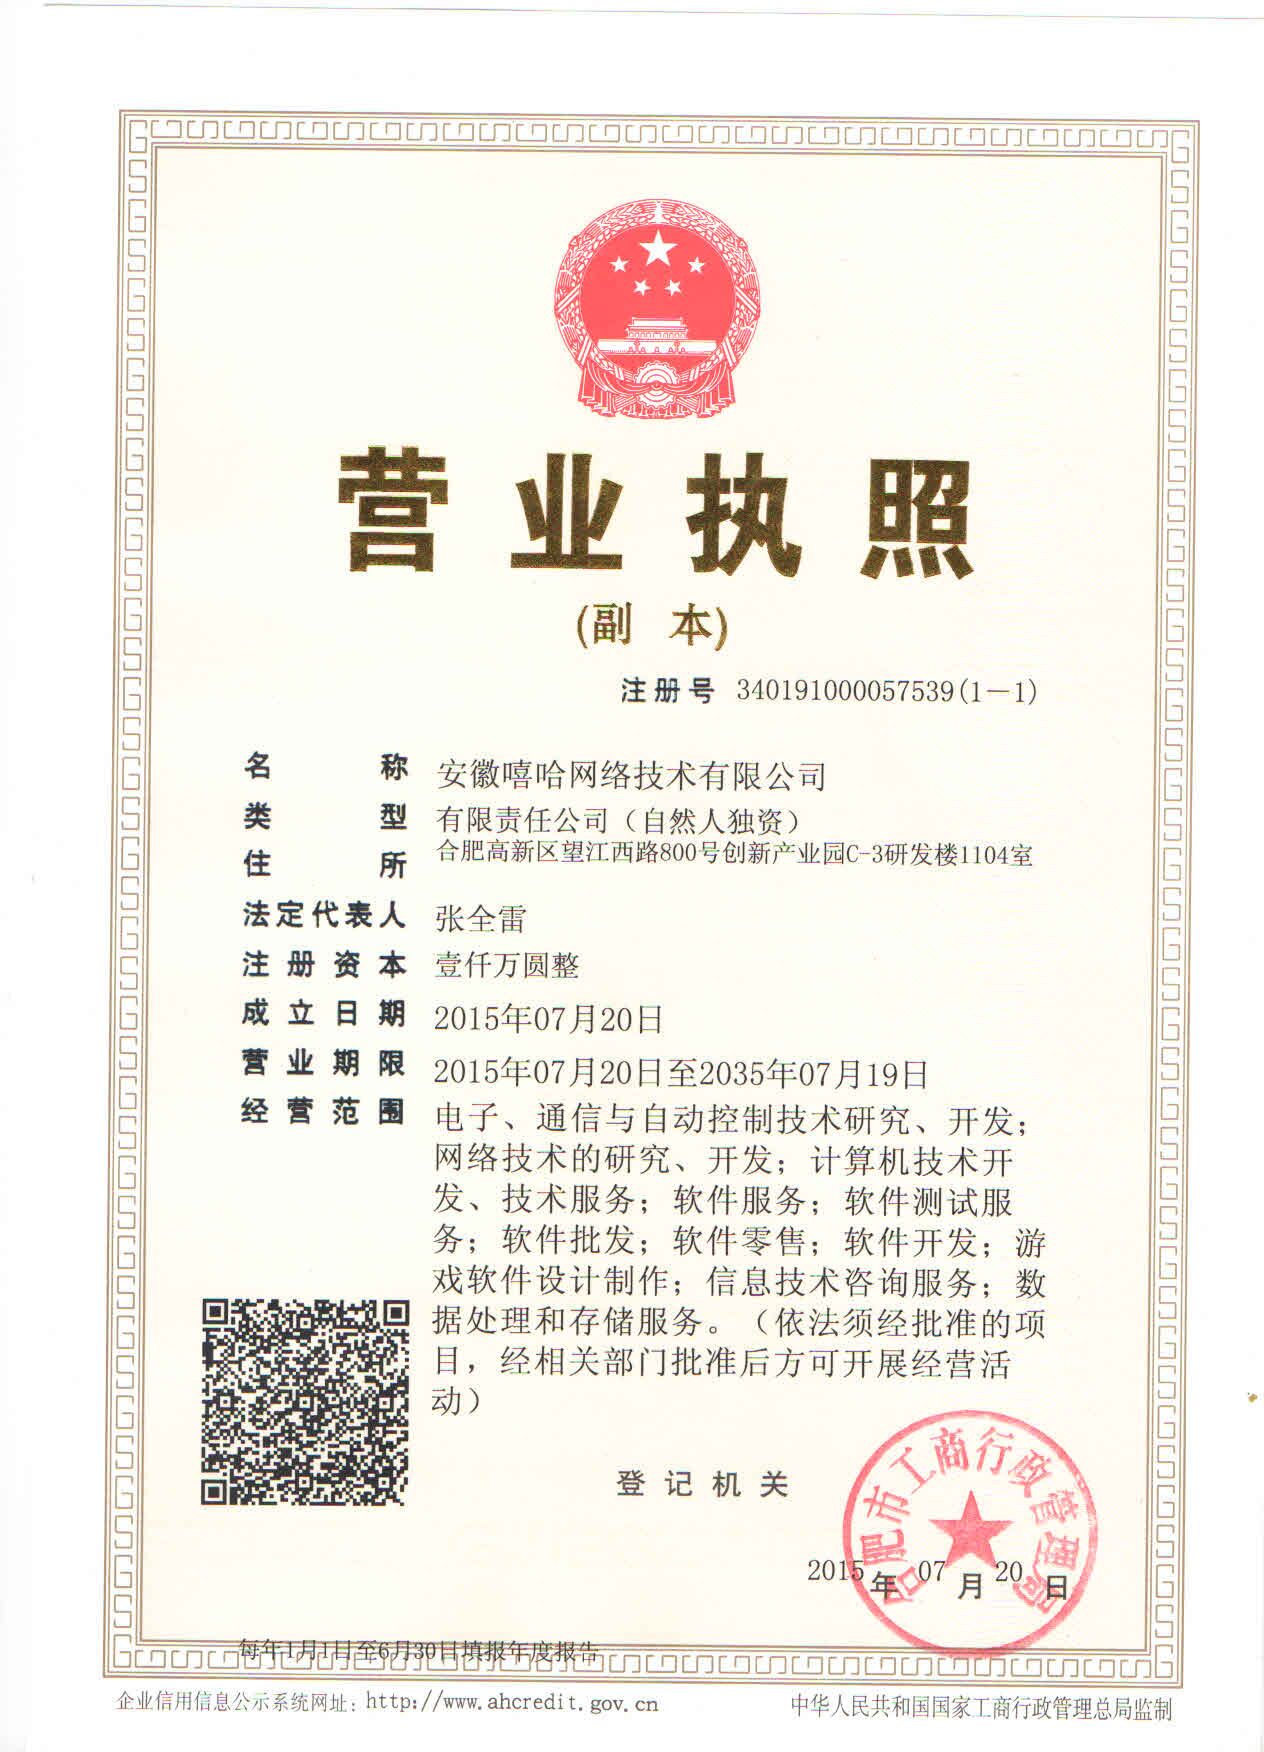 营业执照
(副 本)
注册号 340191000057539(1－1)
名称 安徽嘻哈网络技术有限公司
类型 有限责任公司（自然人独资）
住所 合肥高新区望江西路800号创新产业园C-3研发楼1104室
法定代表人 张全雷
注册资本 壹仟万圆整
成立日期 2015年07月20日
营业期限 2015年07月20日至2035年07月19日
经营范围 电子、通信与自动控制技术研究、开发；
网络技术的研究、开发；计算机技术开
发、技术服务；软件服务；软件测试服
务；软件批发；软件零售；软件开发；游
戏软件设计制作；信息技术咨询服务；数
据处理和存储服务。（依法须经批准的项
目，经相关部门批准后方可开展经营活
动）
登记机关
合肥市工商行政管理局
2015年07月20日
每年1月1日至6月30日填报年度报告
企业信用信息公示系统网址：http://www.ahcredit.gov.cn
中华人民共和国国家工商行政管理总局监制